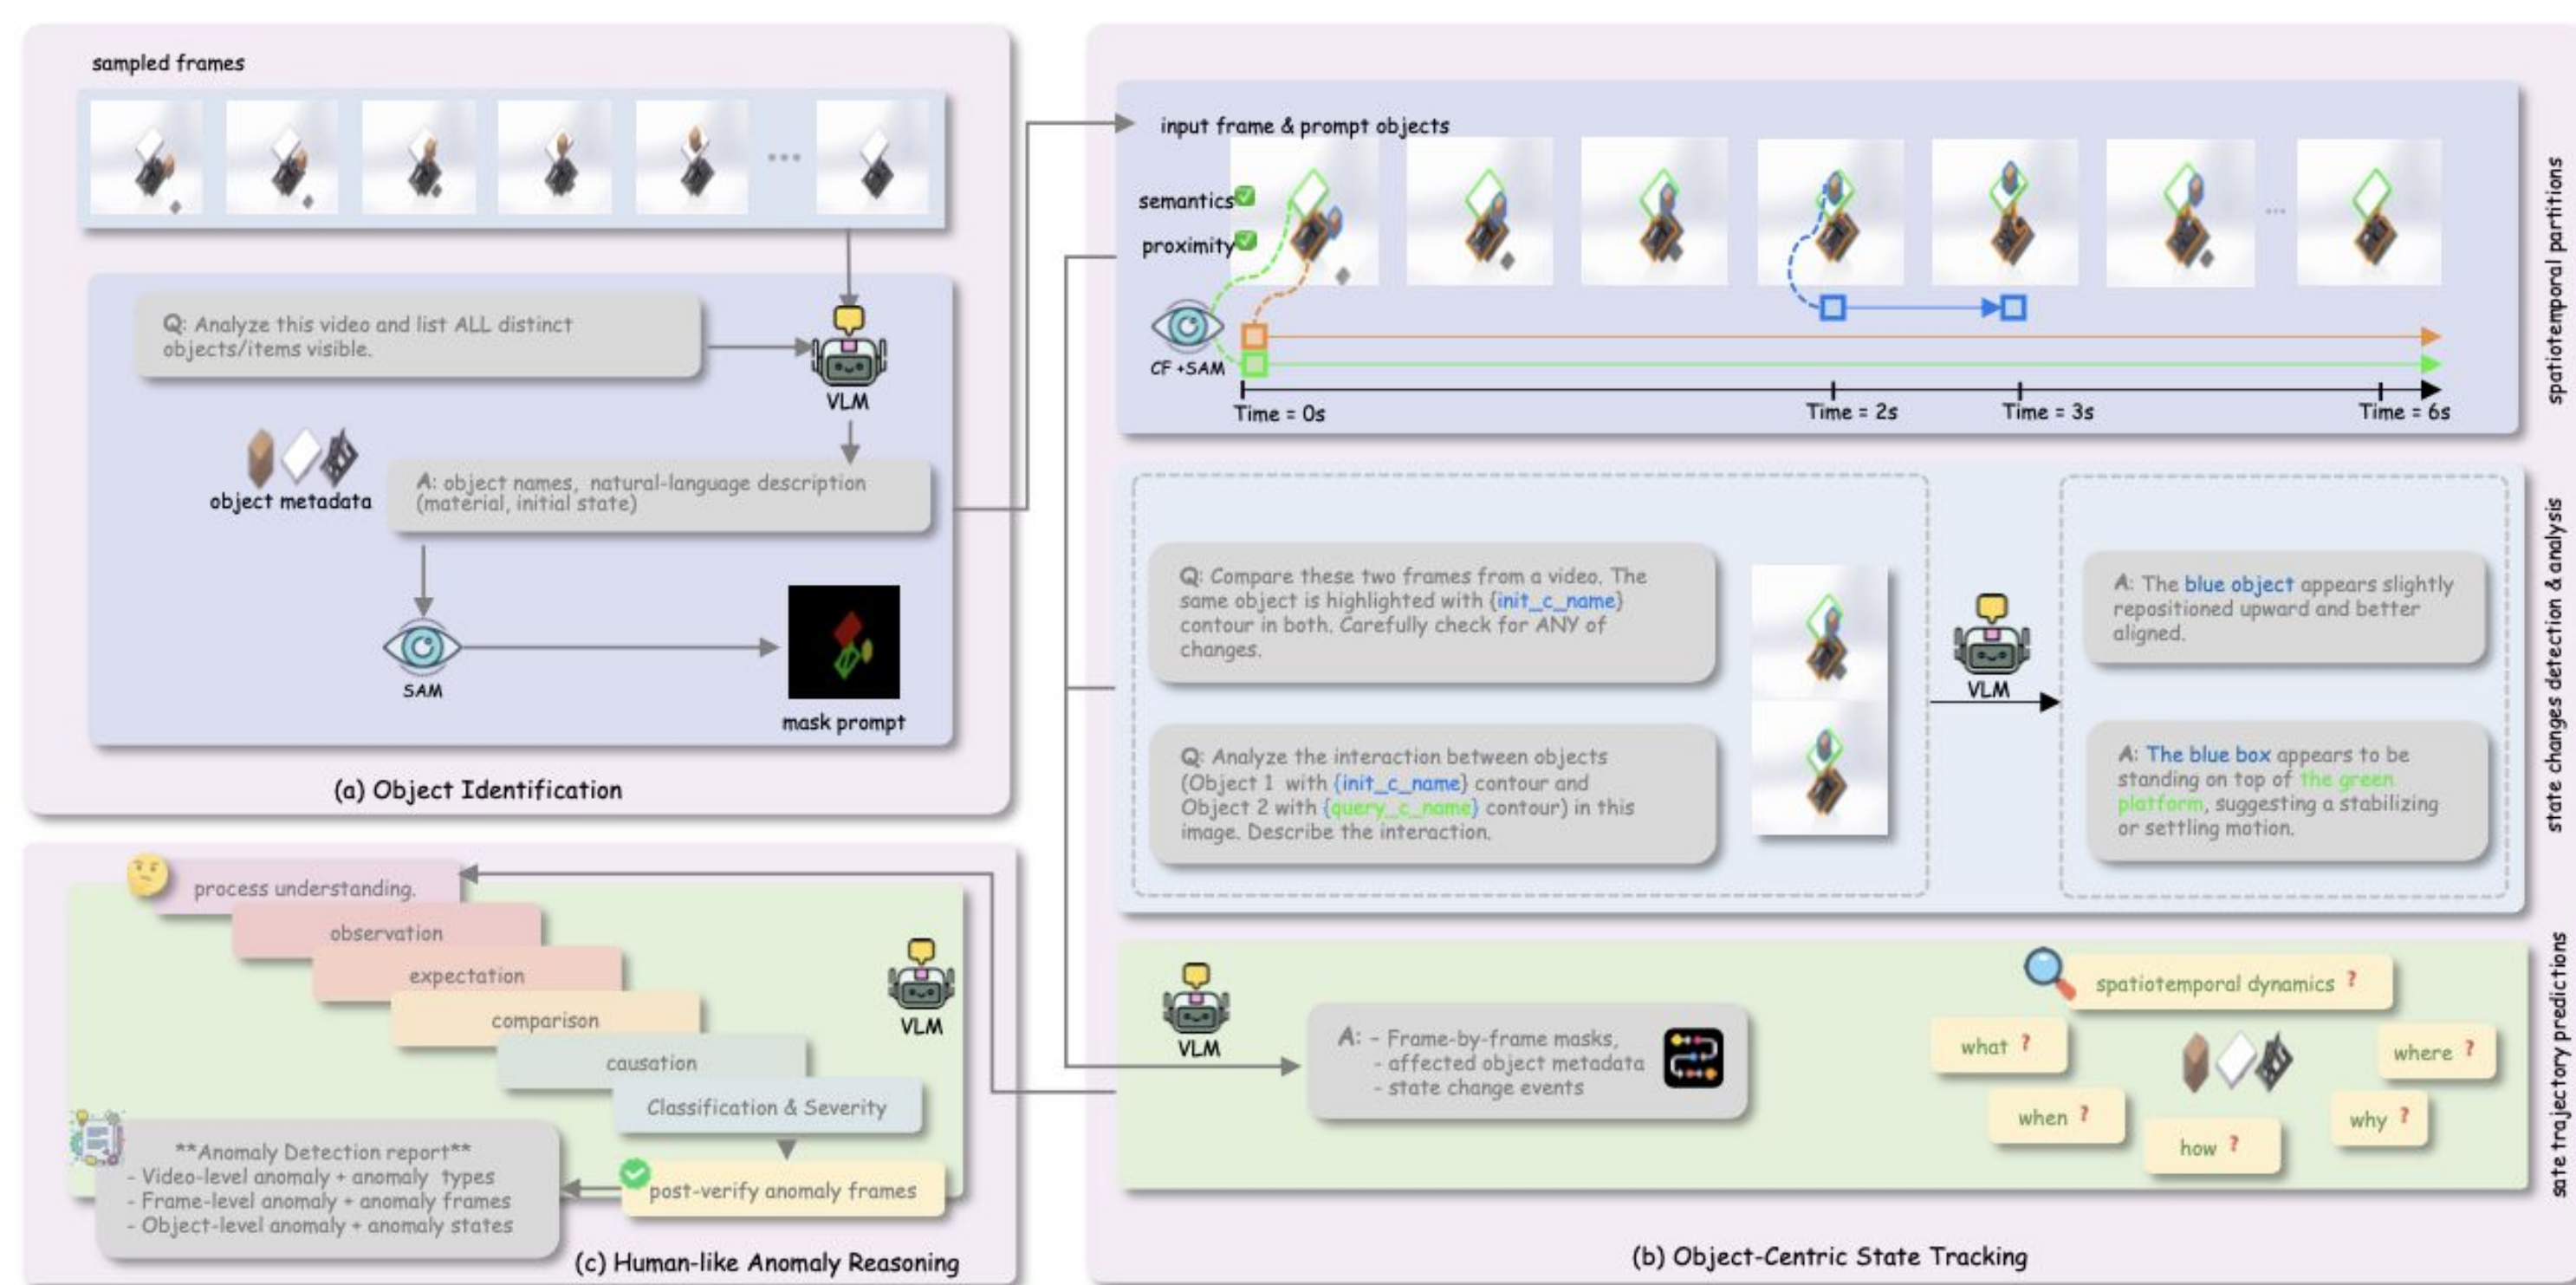 sampled frames
Q: Analyze this video and list ALL distinct
objects/items visible.
VLM
object metadata
A: object names, natural-language description
(material, initial state)
SAM
mask prompt
(a) Object Identification
input frame & prompt objects
semantics
proximity
CF +SAM
Time = 0s
Time = 2s
Time = 3s
Time = 6s
spatiotemporal partitions
Q: Compare these two frames from a video. The
same object is highlighted with {init_c_name}
contour in both. Carefully check for ANY of
changes.
Q: Analyze the interaction between objects
(Object 1 with {init_c_name} contour and
Object 2 with {query_c_name} contour) in this
image. Describe the interaction.
VLM
A: The blue object appears slightly
repositioned upward and better
aligned.
A: The blue box appears to be
standing on top of the green
platform, suggesting a stabilizing
or settling motion.
state changes detection & analysis
VLM
A: - Frame-by-frame masks,
- affected object metadata
- state change events
spatiotemporal dynamics ?
what ?
where ?
when ?
why ?
how ?
sate trajectory predictions
(b) Object-Centric State Tracking
process understanding.
observation
expectation
comparison
causation
Classification & Severity
VLM
post-verify anomaly frames
**Anomaly Detection report**
- Video-level anomaly + anomaly types
- Frame-level anomaly + anomaly frames
- Object-level anomaly + anomaly states
(c) Human-like Anomaly Reasoning